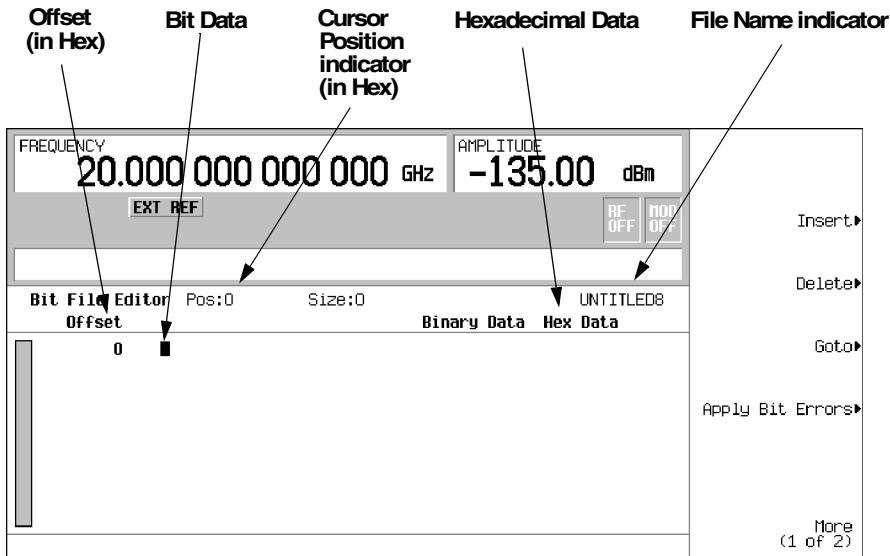 Offset
(in Hex)
Bit Data
Cursor
Position
indicator
(in Hex)
Hexadecimal Data
File Name indicator
FREQUENCY
20.000 000 000 000 GHz
AMPLITUDE
-135.00 dBm
EXT REF
RF
OFF
MOD
OFF
Bit File Editor Pos:0 Size:0 UNTITLED8
Offset Binary Data Hex Data
0
Insert
Delete
Goto
Apply Bit Errors
More
(1 of 2)